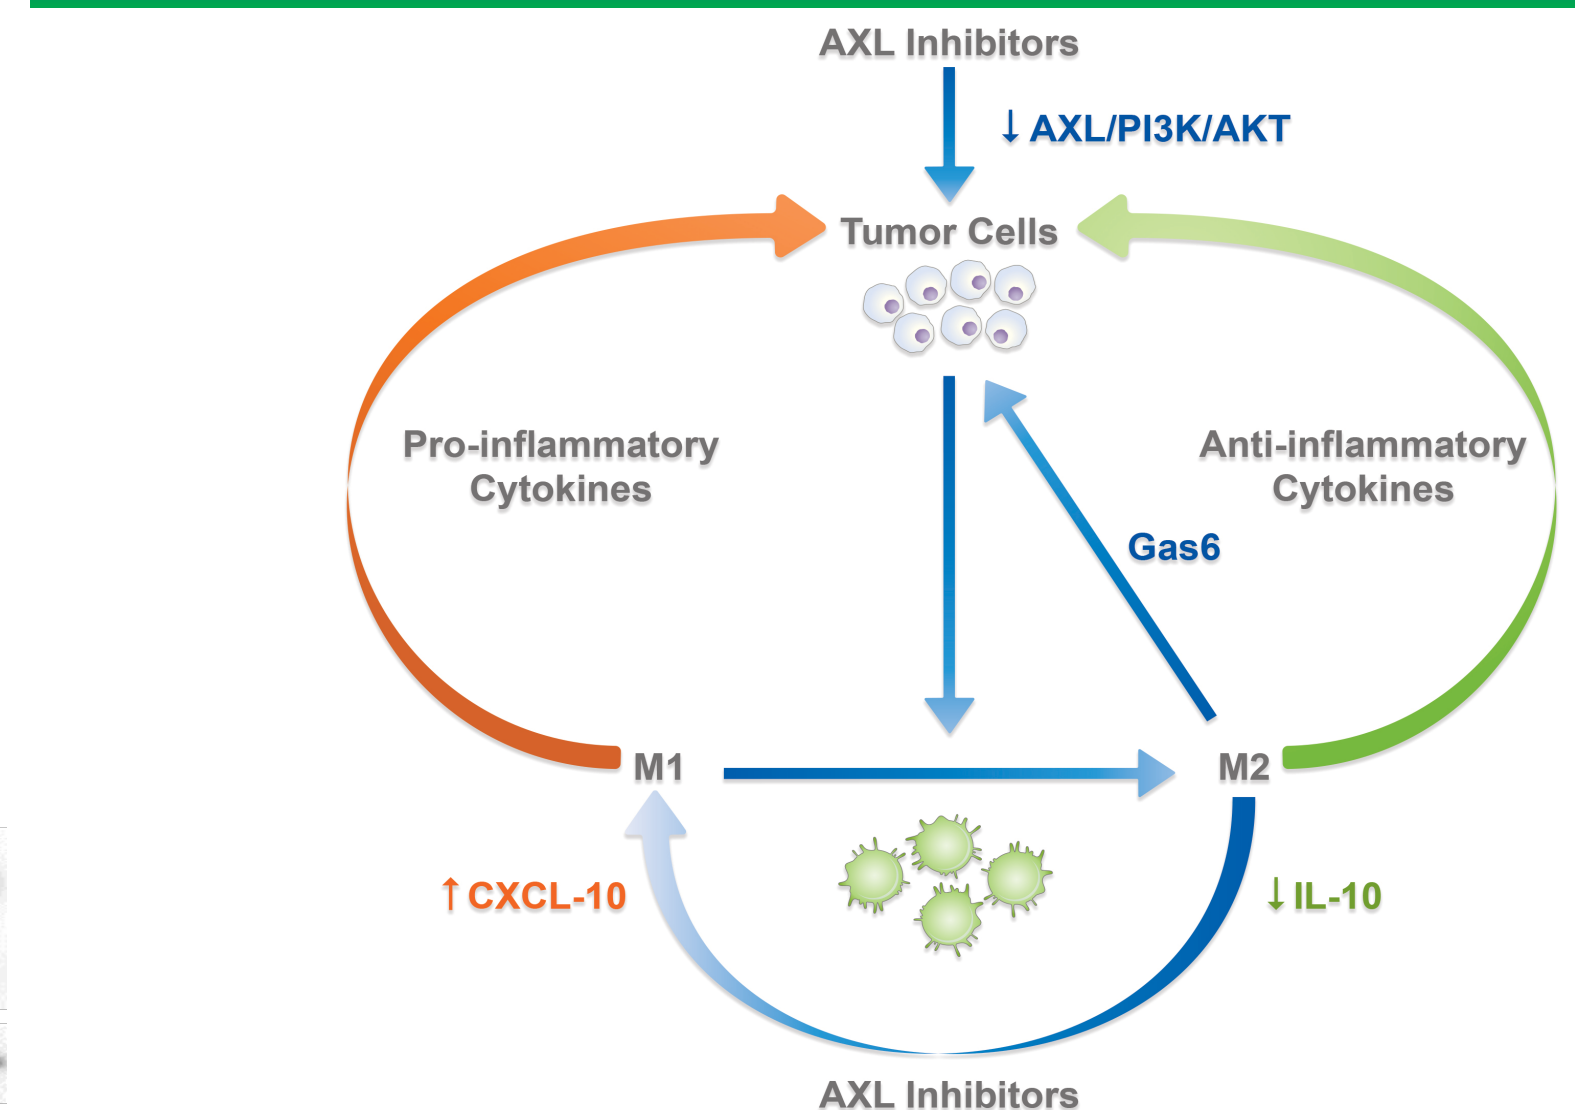 AXL Inhibitors
↓ AXL/PI3K/AKT
Tumor Cells
Pro-inflammatory
Cytokines
Anti-inflammatory
Cytokines
Gas6
M1
M2
↑ CXCL-10
↓ IL-10
AXL Inhibitors